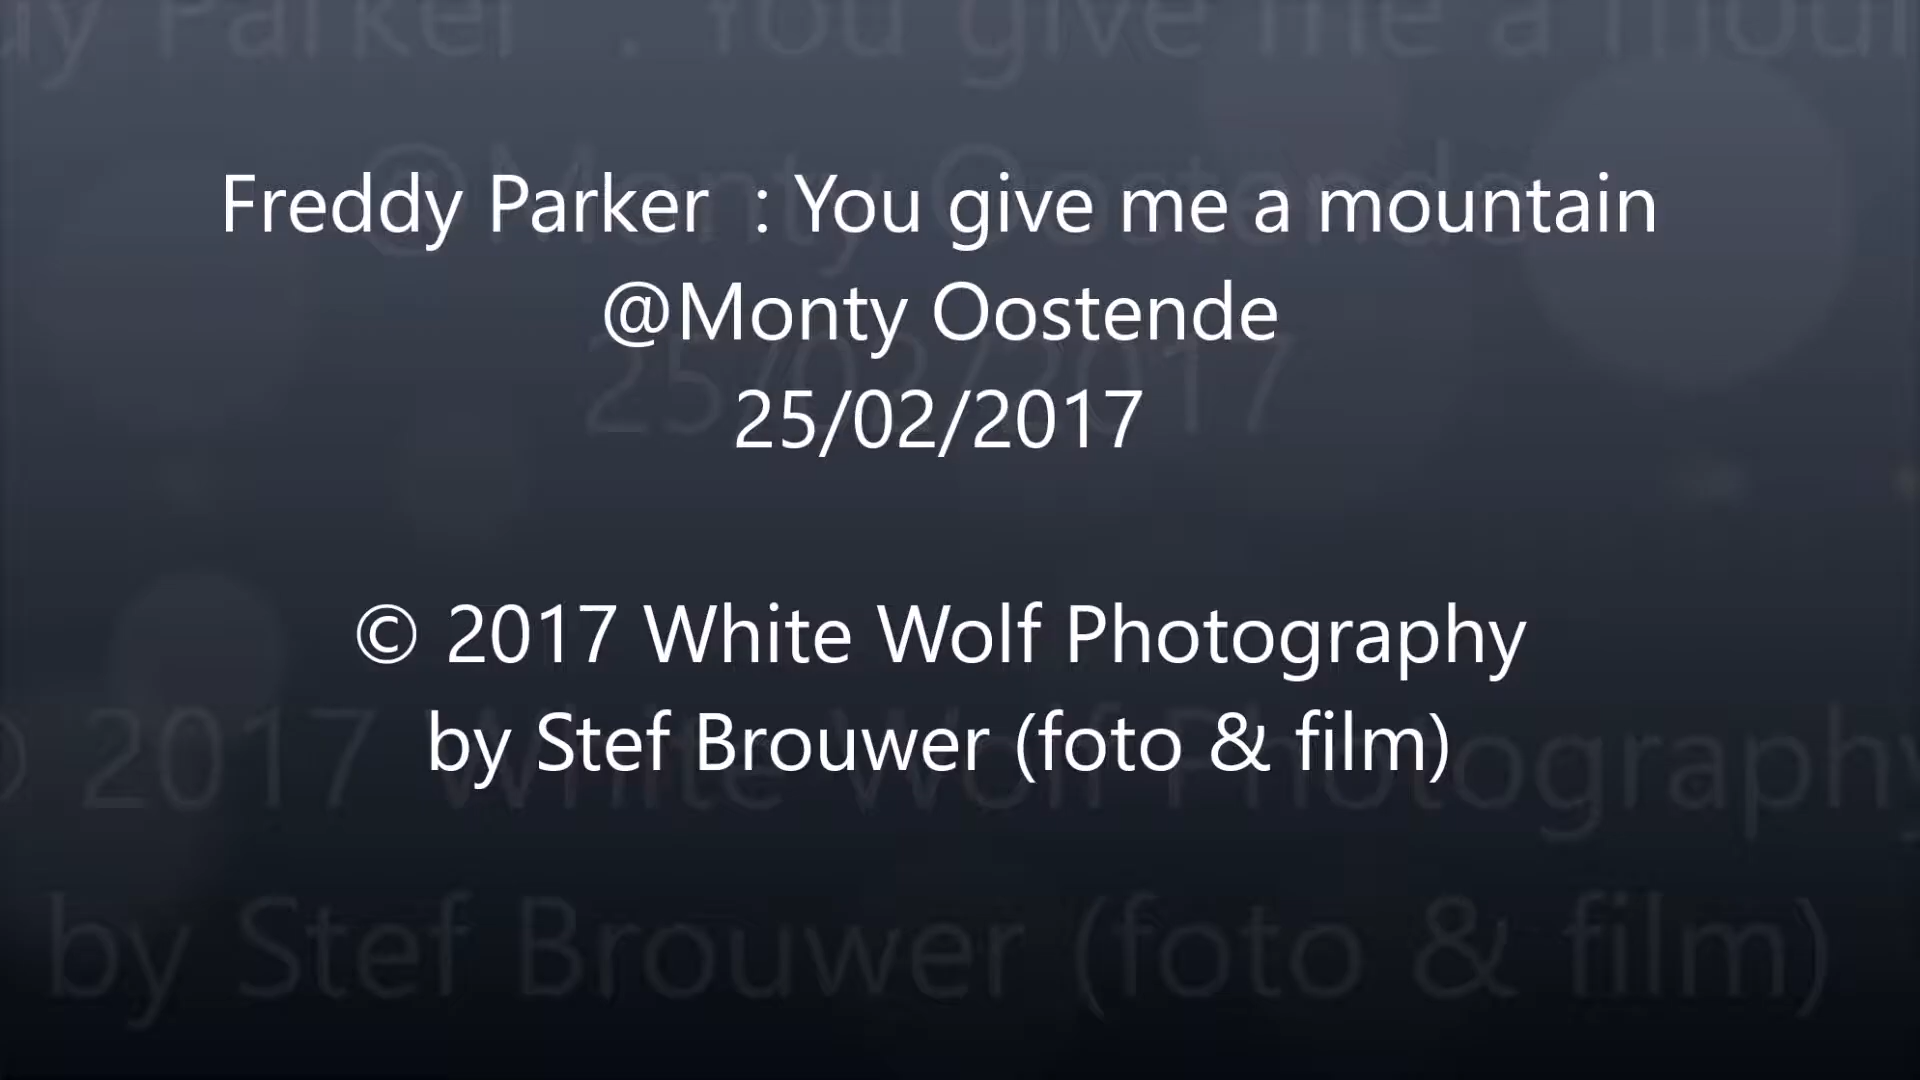 Freddy Parker  : You give me a mountain
@Monty Oostende
25/02/2017
© 2017 White Wolf Photography
by Stef Brouwer (foto & film)